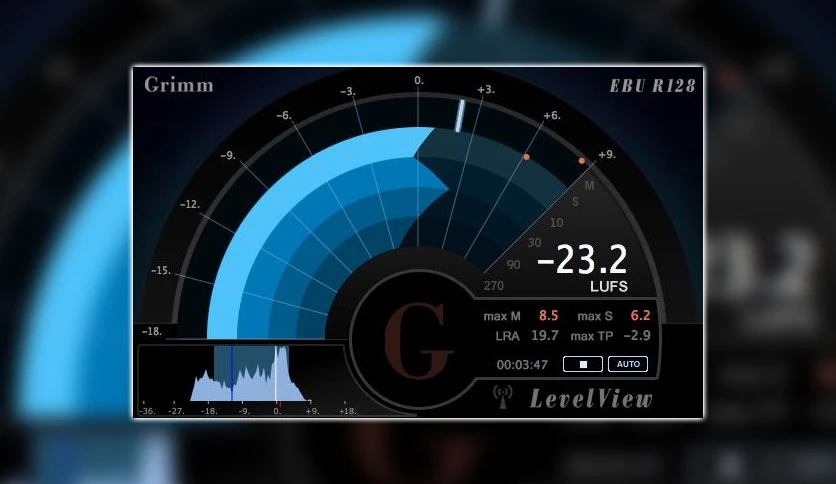 Grimm
EBU R128
-18.
-15.
-12.
-9.
-6.
-3.
0.
+3.
+6.
+9.
M
S
10
30
90
270
-23.2
LUFS
max M 8.5 max S 6.2
LRA 19.7 max TP -2.9
00:03:47 AUTO
G
LevelView
-36. -27. -18. -9. 0. +9. +18.